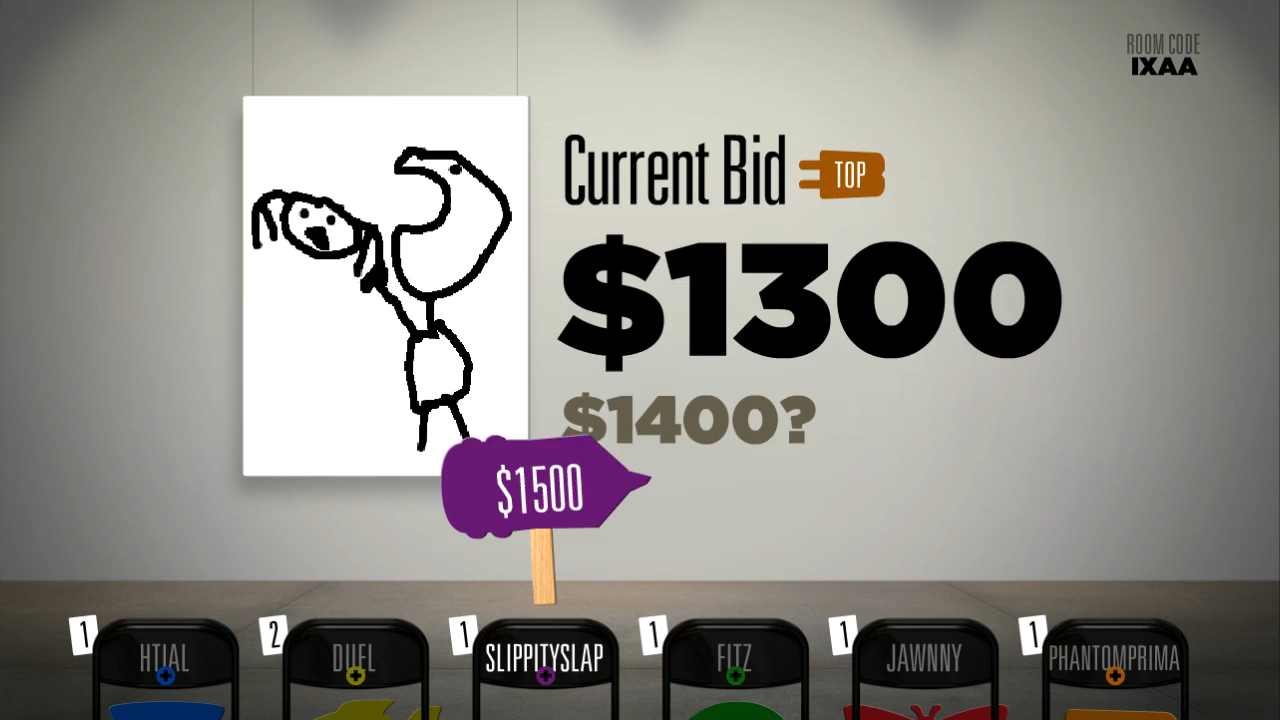 ROOM CODE
IXAA
Current Bid TOP
$1300
$1400?
$1500
1 HTIAL 2 DUEL 1 SLIPPITYSLAP 1 FITZ 1 JAWNNY 1 PHANTOMPRIMA